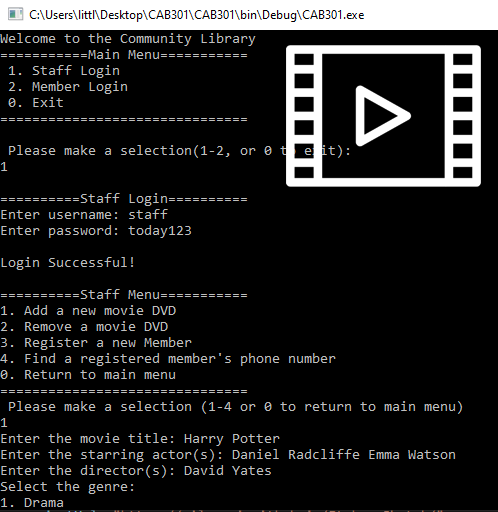 C:\Users\littl\Desktop\CAB301\CAB301\bin\Debug\CAB301.exe
Welcome to the Community Library
===========Main Menu===========
1. Staff Login
2. Member Login
0. Exit
===============================
Please make a selection(1-2, or 0 to exit):
1
==========Staff Login==========
Enter username: staff
Enter password: today123
Login Successful!
==========Staff Menu===========
1. Add a new movie DVD
2. Remove a movie DVD
3. Register a new Member
4. Find a registered member's phone number
0. Return to main menu
===============================
Please make a selection (1-4 or 0 to return to main menu)
1
Enter the movie title: Harry Potter
Enter the starring actor(s): Daniel Radcliffe Emma Watson
Enter the director(s): David Yates
Select the genre:
1. Drama